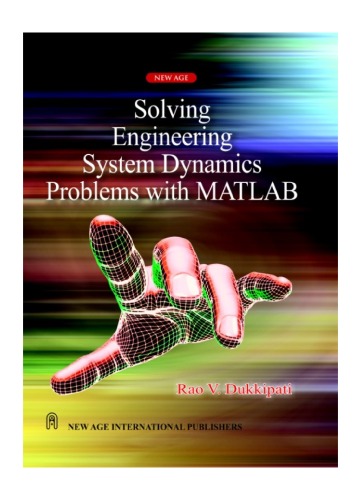 NEW AGE
Solving
Engineering
System Dynamics
Problems with MATLAB
Rao V. Dukkipati
NEW AGE INTERNATIONAL PUBLISHERS